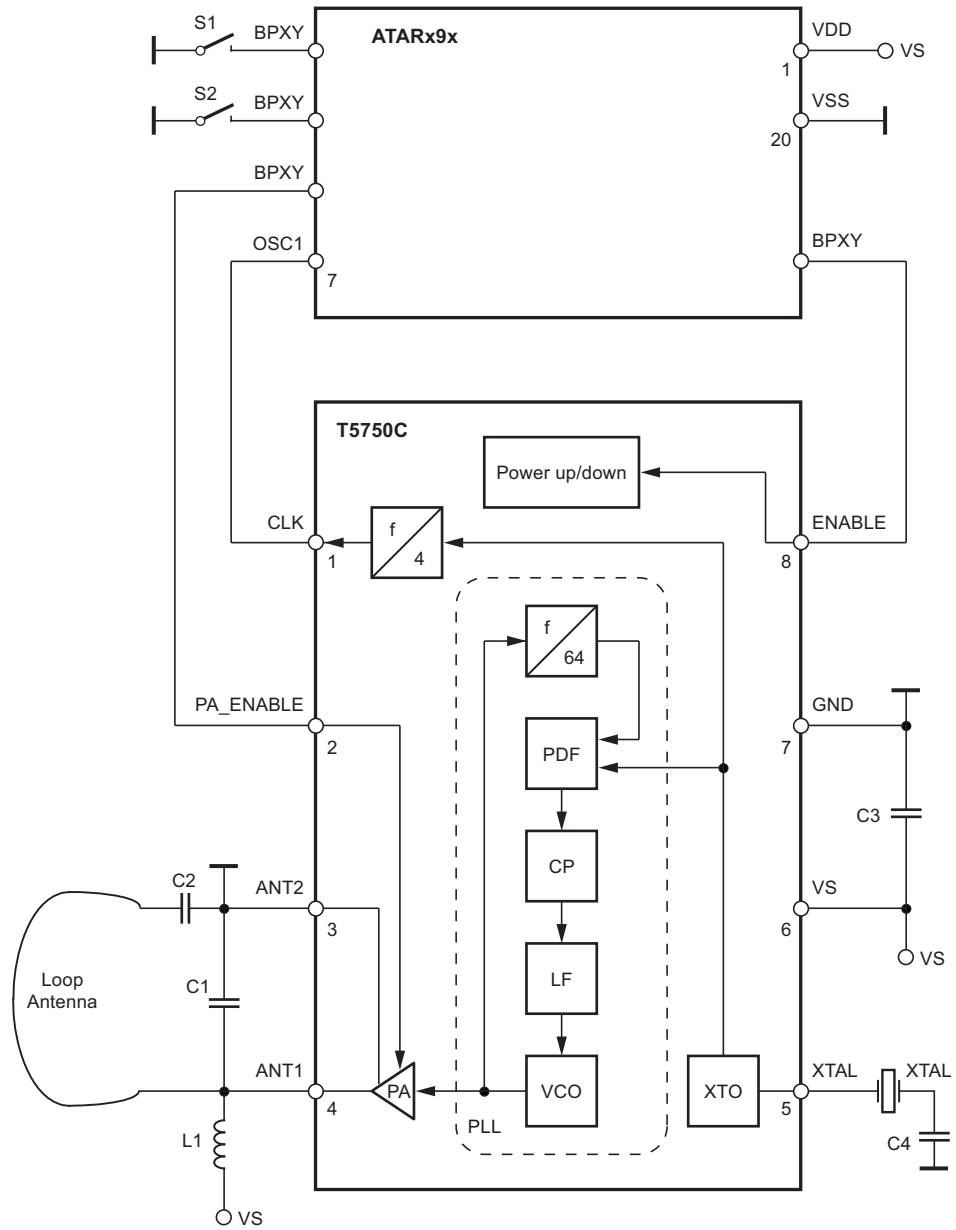 S1
BPXY
ATARx9x
VDD
1
VS
S2
BPXY
VSS
20
BPXY
OSC1
7
BPXY
T5750C
Power up/down
CLK
1
f
4
ENABLE
8
f
64
PA_ENABLE
2
GND
7
PDF
C3
CP
C2
ANT2
3
VS
6
VS
Loop
Antenna
C1
LF
ANT1
4
PA
VCO
PLL
XTO
XTAL
5
XTAL
C4
L1
VS